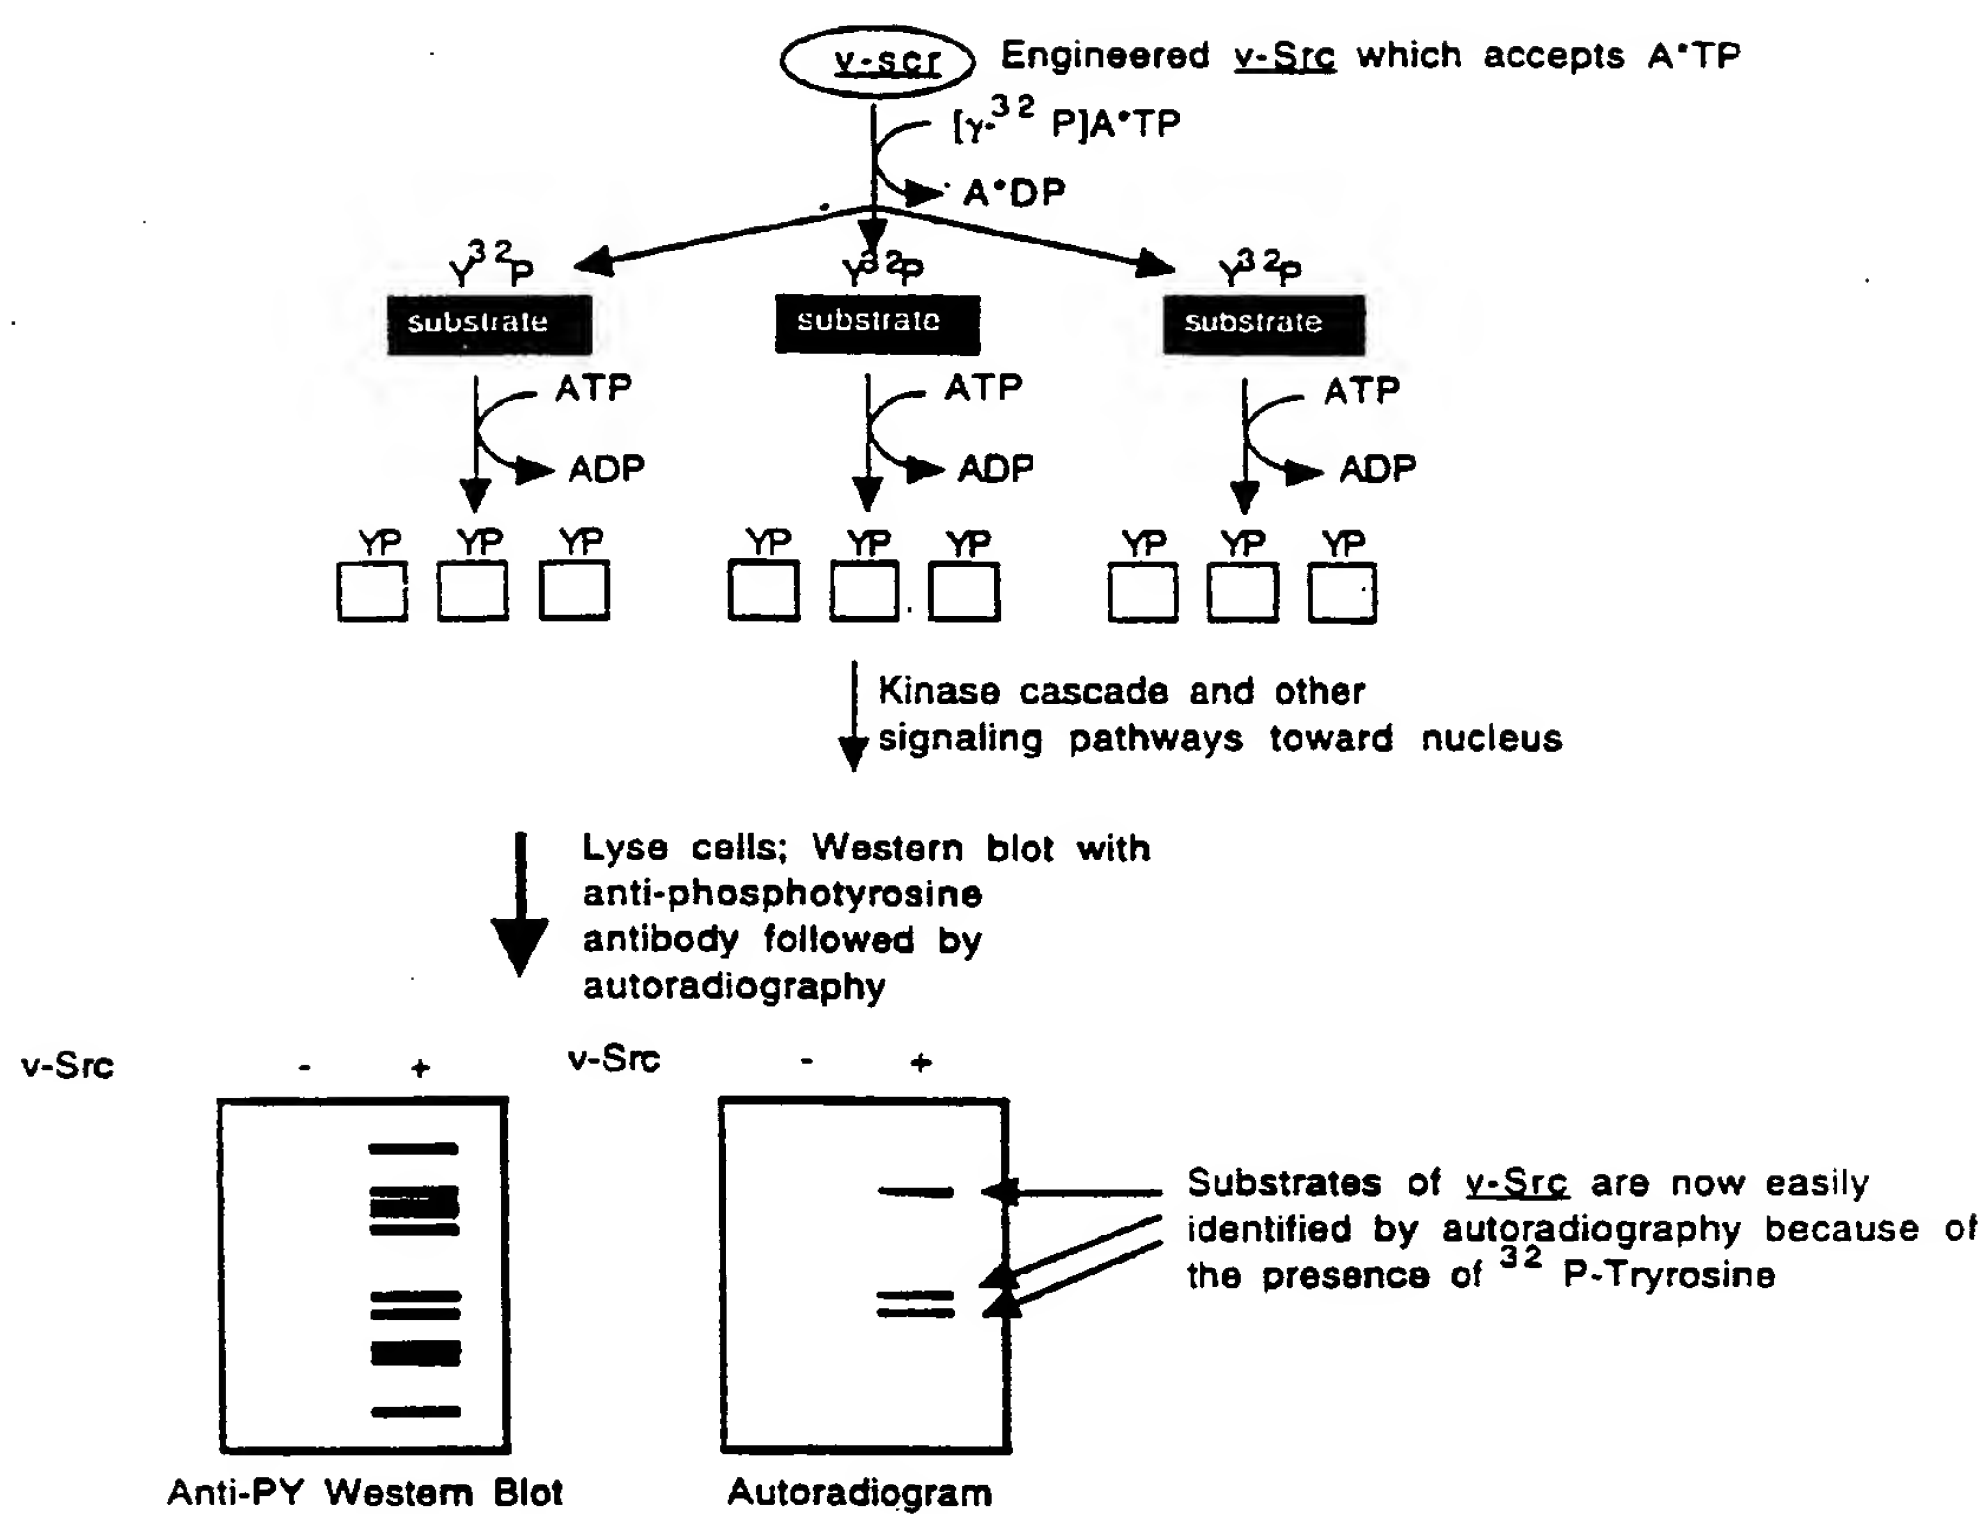 v-scr
Engineered v-Src which accepts A*TP
[γ-³² P]A*TP
A*DP
Y³²P Y³²P Y³²P
substrate substrate substrate
ATP ATP ATP
ADP ADP ADP
YP YP YP YP YP YP YP YP YP
Kinase cascade and other
signaling pathways toward nucleus
Lyse cells; Western blot with
anti-phosphotyrosine
antibody followed by
autoradiography
v-Src - +
v-Src - +
Substrates of v-Src are now easily
identified by autoradiography because of
the presence of ³² P-Tryrosine
Anti-PY Western Blot
Autoradiogram